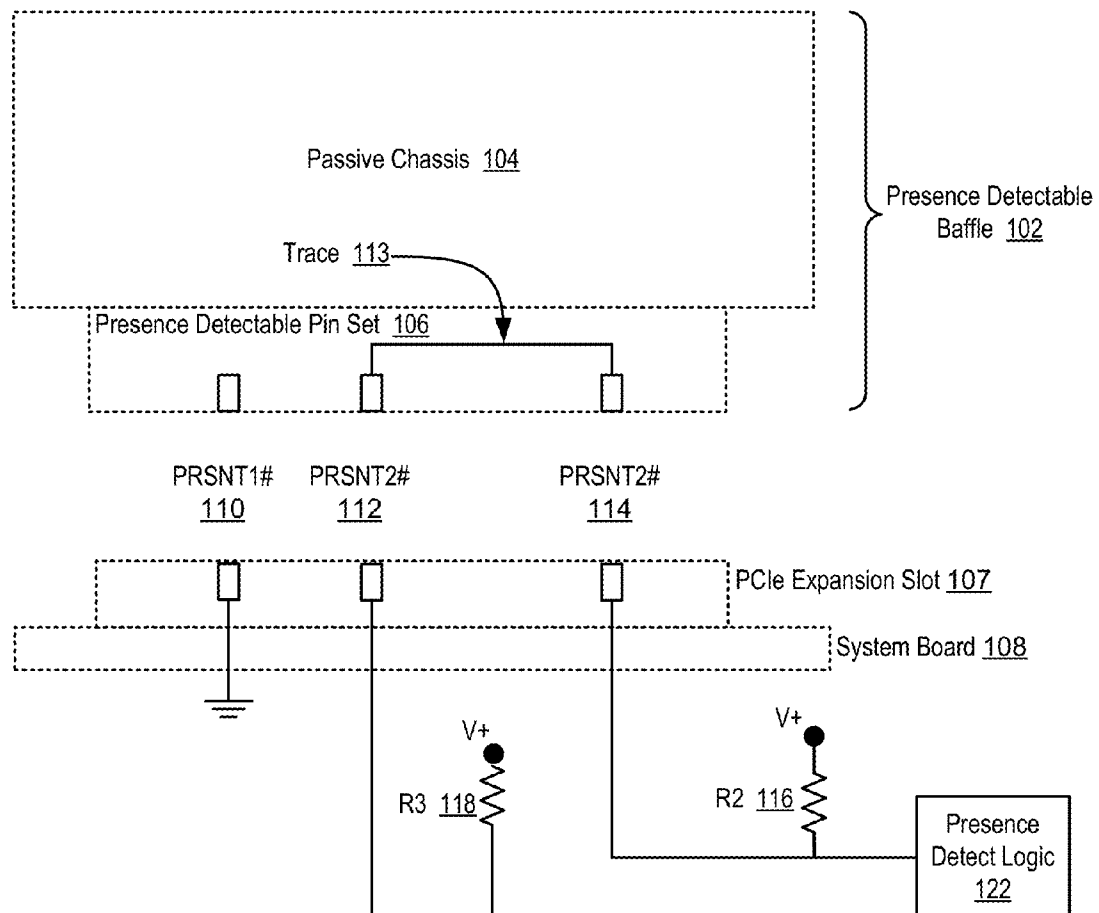 Passive Chassis 104
Presence Detectable
Baffle 102
Trace 113
Presence Detectable Pin Set 106
PRSNT1#
110
PRSNT2#
112
PRSNT2#
114
PCIe Expansion Slot 107
System Board 108
V+
R3 118
V+
R2 116
Presence
Detect Logic
122